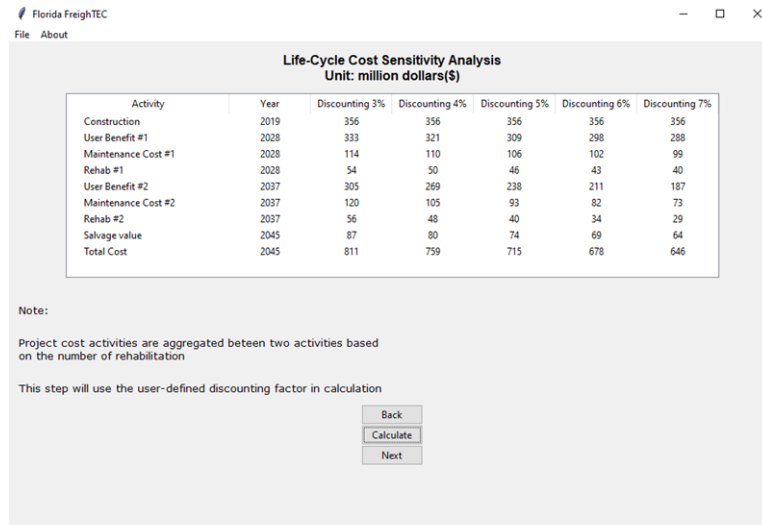 Florida FreighTEC
File About
Life-Cycle Cost Sensitivity Analysis
Unit: million dollars($)
Activity Year Discounting 3% Discounting 4% Discounting 5% Discounting 6% Discounting 7%
Construction 2019 356 356 356 356 356
User Benefit #1 2028 333 321 309 298 288
Maintenance Cost #1 2028 114 110 106 102 99
Rehab #1 2028 54 50 46 43 40
User Benefit #2 2037 305 269 238 211 187
Maintenance Cost #2 2037 120 105 93 82 73
Rehab #2 2037 56 48 40 34 29
Salvage value 2045 87 80 74 69 64
Total Cost 2045 811 759 715 678 646
Note:
Project cost activities are aggregated beteen two activities based
on the number of rehabilitation
This step will use the user-defined discounting factor in calculation
Back
Calculate
Next